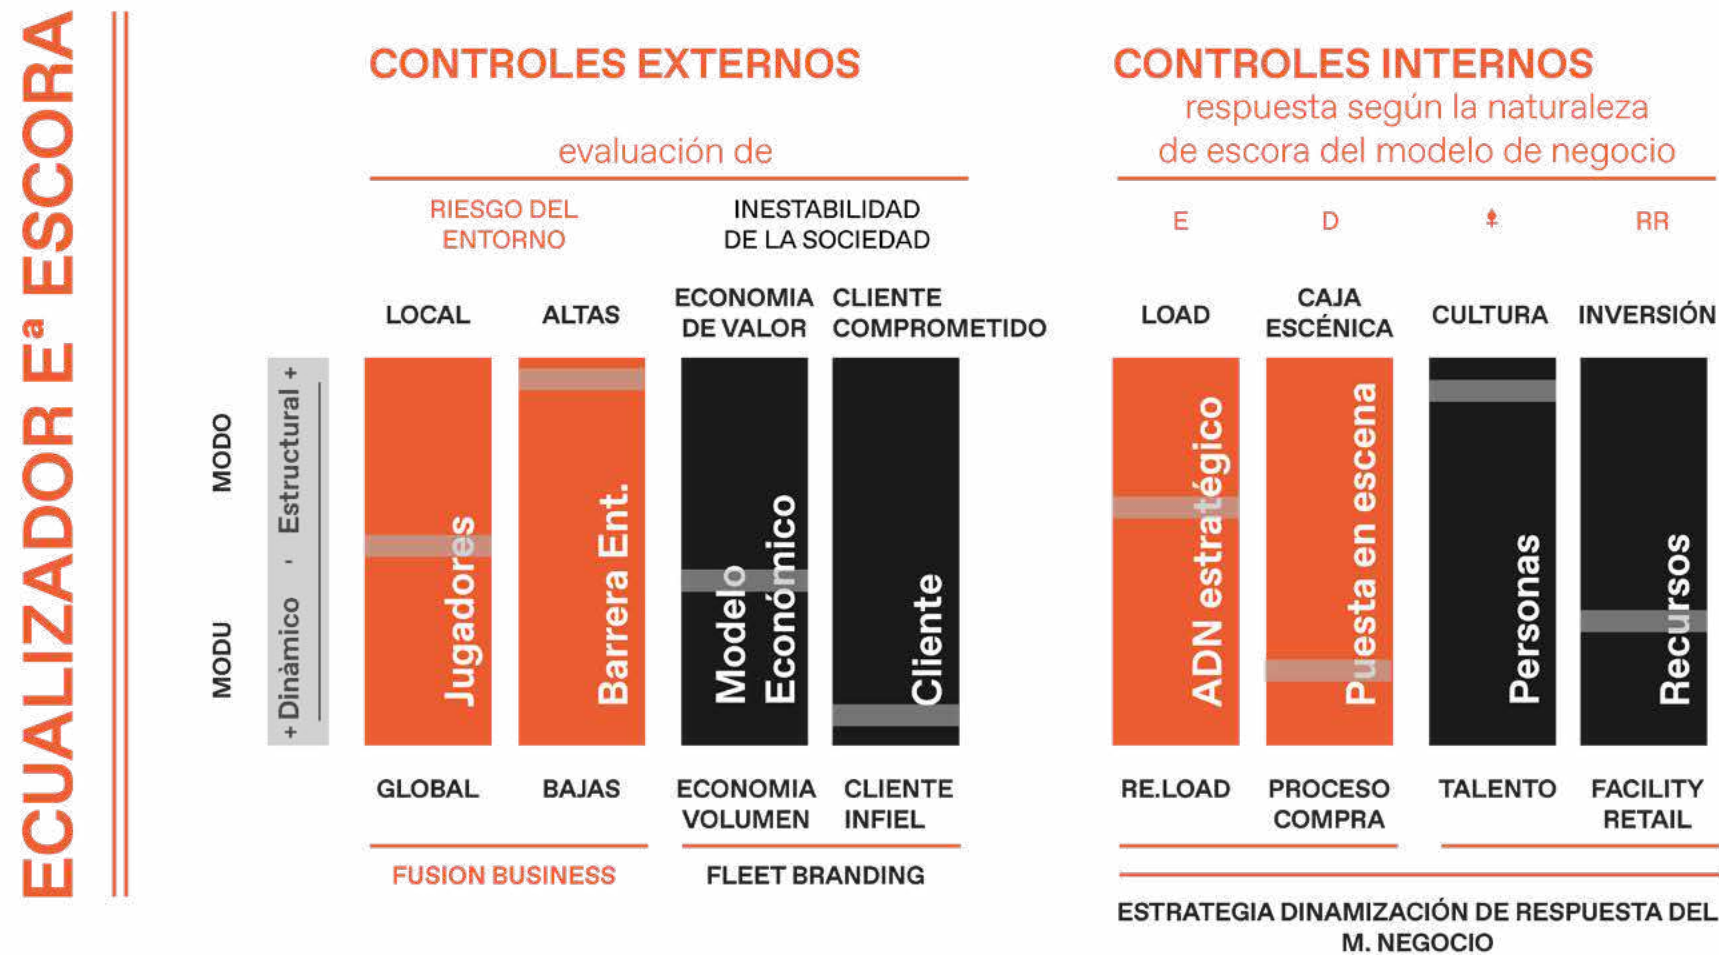 ECUALIZADOR Eª ESCORA
CONTROLES EXTERNOS
evaluación de
RIESGO DEL
ENTORNO
INESTABILIDAD
DE LA SOCIEDAD
LOCAL
ALTAS
ECONOMIA
DE VALOR
CLIENTE
COMPROMETIDO
MODO
MODU
+ Dinàmico - Estructural +
Jugadores
Barrera Ent.
Modelo
Económico
Cliente
GLOBAL
BAJAS
ECONOMIA
VOLUMEN
CLIENTE
INFIEL
FUSION BUSINESS
FLEET BRANDING
CONTROLES INTERNOS
respuesta según la naturaleza
de escora del modelo de negocio
E
D
RR
LOAD
CAJA
ESCÉNICA
CULTURA
INVERSIÓN
ADN estratégico
Puesta en escena
Personas
Recursos
RE.LOAD
PROCESO
COMPRA
TALENTO
FACILITY
RETAIL
ESTRATEGIA DINAMIZACIÓN DE RESPUESTA DEL
M. NEGOCIO